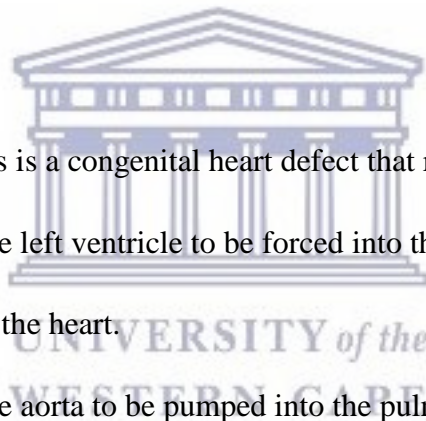 s is a congenital heart defect that
e left ventricle to be forced into th
the heart.
UNIVERSITY of the
WESTERN CAPE
e aorta to be pumped into the pulr